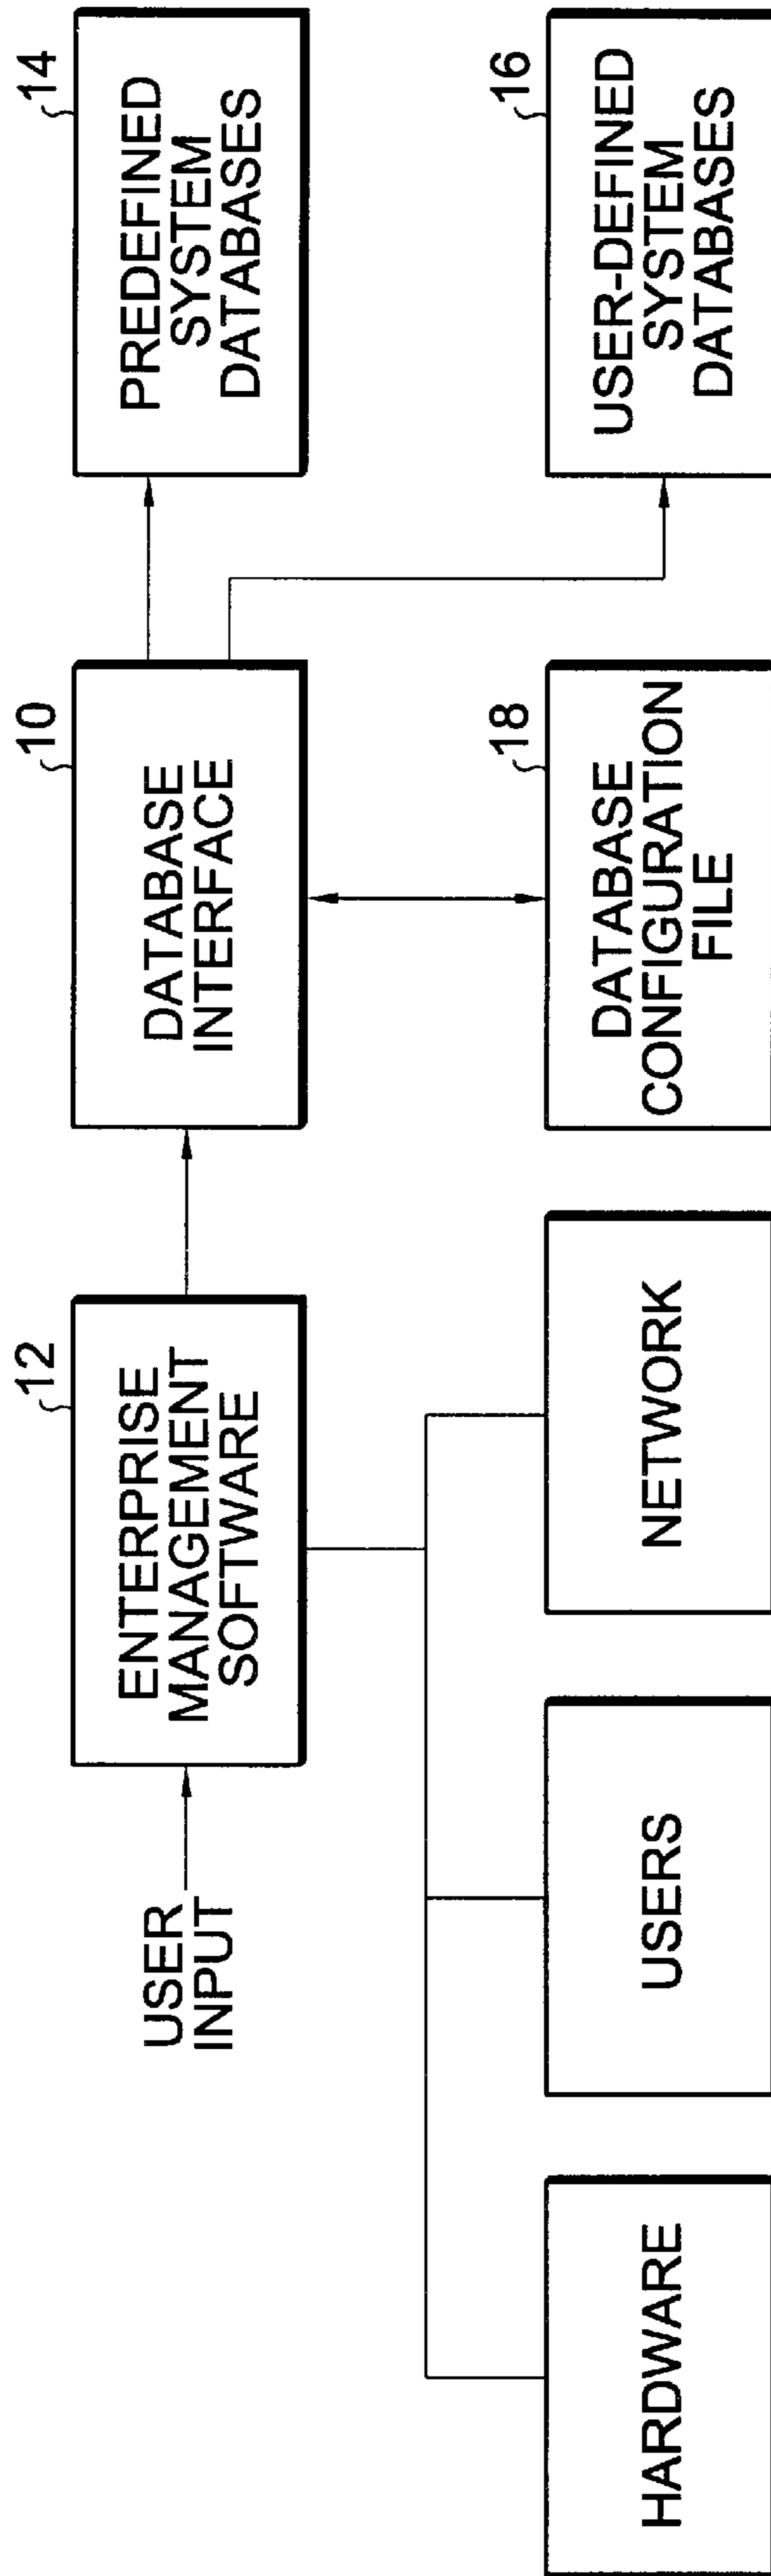 USER
INPUT
12
ENTERPRISE
MANAGEMENT
SOFTWARE
10
DATABASE
INTERFACE
14
PREDEFINED
SYSTEM
DATABASES
HARDWARE
USERS
NETWORK
18
DATABASE
CONFIGURATION
FILE
16
USER-DEFINED
SYSTEM
DATABASES